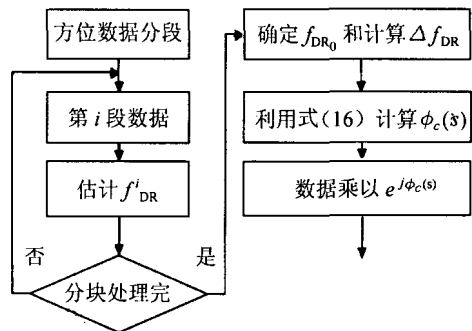 方位数据分段
第 i 段数据
估计 f^i_DR
否
是
分块处理完
确定 f_DR₀ 和计算 Δf_DR
利用式(16) 计算 ϕ_c(s)
数据乘以 e^{jϕ_c(s)}